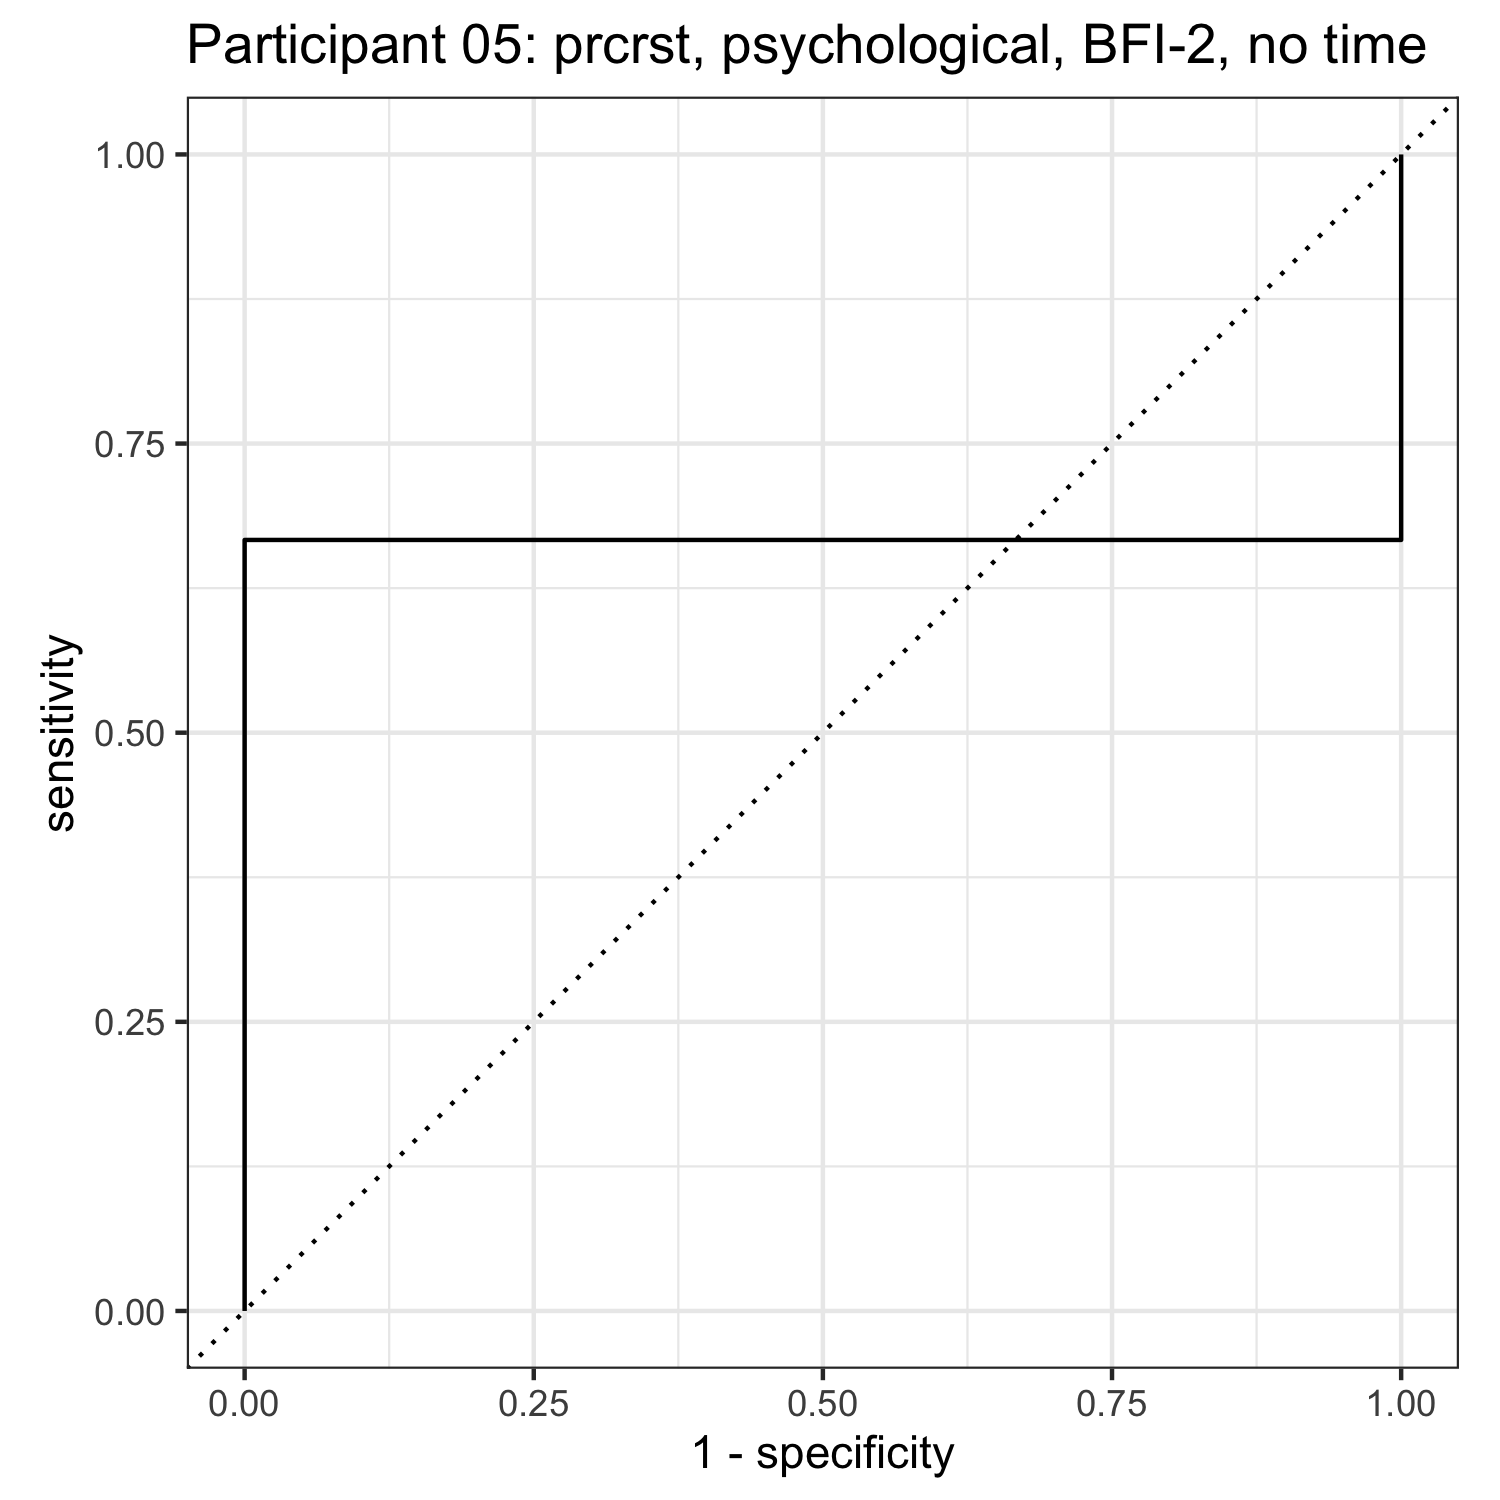 Participant 05: prcrst, psychological, BFI-2, no time
1.00
0.75
0.50
0.25
0.00
sensitivity
0.00 0.25 0.50 0.75 1.00
1 - specificity